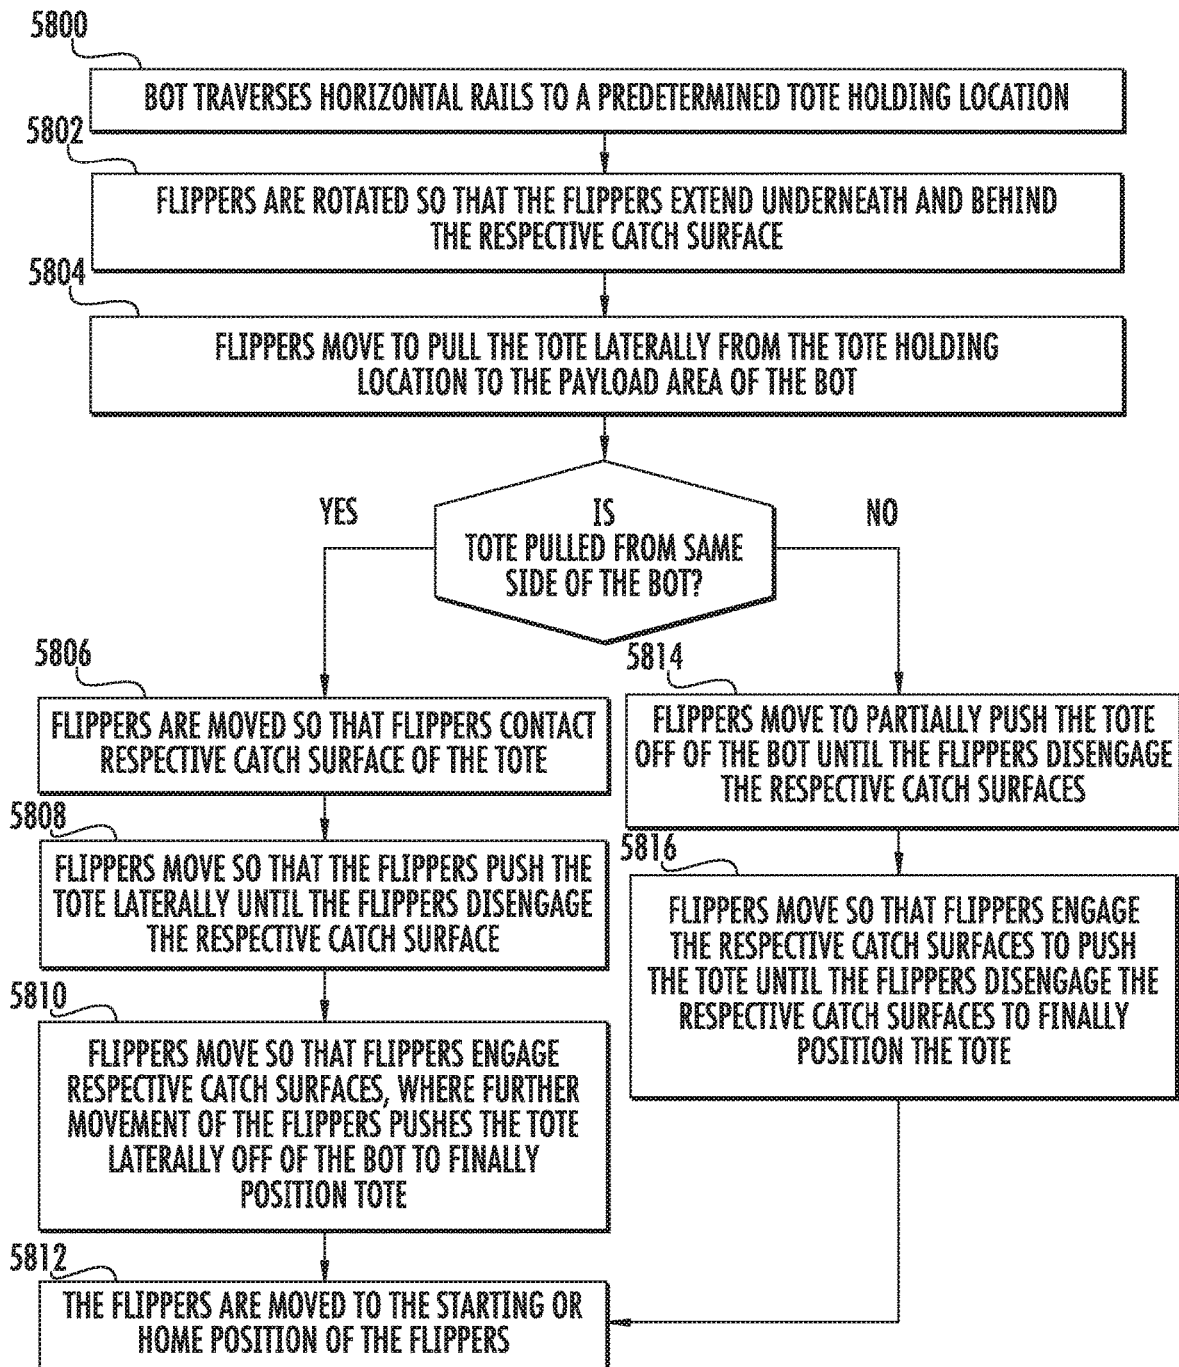 5800
BOT TRAVERSES HORIZONTAL RAILS TO A PREDETERMINED TOTE HOLDING LOCATION
5802
FLIPPERS ARE ROTATED SO THAT THE FLIPPERS EXTEND UNDERNEATH AND BEHIND
THE RESPECTIVE CATCH SURFACE
5804
FLIPPERS MOVE TO PULL THE TOTE LATERALLY FROM THE TOTE HOLDING
LOCATION TO THE PAYLOAD AREA OF THE BOT
IS
TOTE PULLED FROM SAME
SIDE OF THE BOT?
YES
NO
5806
FLIPPERS ARE MOVED SO THAT FLIPPERS CONTACT
RESPECTIVE CATCH SURFACE OF THE TOTE
5808
FLIPPERS MOVE SO THAT THE FLIPPERS PUSH THE
TOTE LATERALLY UNTIL THE FLIPPERS DISENGAGE
THE RESPECTIVE CATCH SURFACE
5810
FLIPPERS MOVE SO THAT FLIPPERS ENGAGE
RESPECTIVE CATCH SURFACES, WHERE FURTHER
MOVEMENT OF THE FLIPPERS PUSHES THE TOTE
LATERALLY OFF OF THE BOT TO FINALLY
POSITION TOTE
5814
FLIPPERS MOVE TO PARTIALLY PUSH THE TOTE
OFF OF THE BOT UNTIL THE FLIPPERS DISENGAGE
THE RESPECTIVE CATCH SURFACES
5816
FLIPPERS MOVE SO THAT FLIPPERS ENGAGE
THE RESPECTIVE CATCH SURFACES TO PUSH
THE TOTE UNTIL THE FLIPPERS DISENGAGE THE
RESPECTIVE CATCH SURFACES TO FINALLY
POSITION THE TOTE
5812
THE FLIPPERS ARE MOVED TO THE STARTING OR
HOME POSITION OF THE FLIPPERS